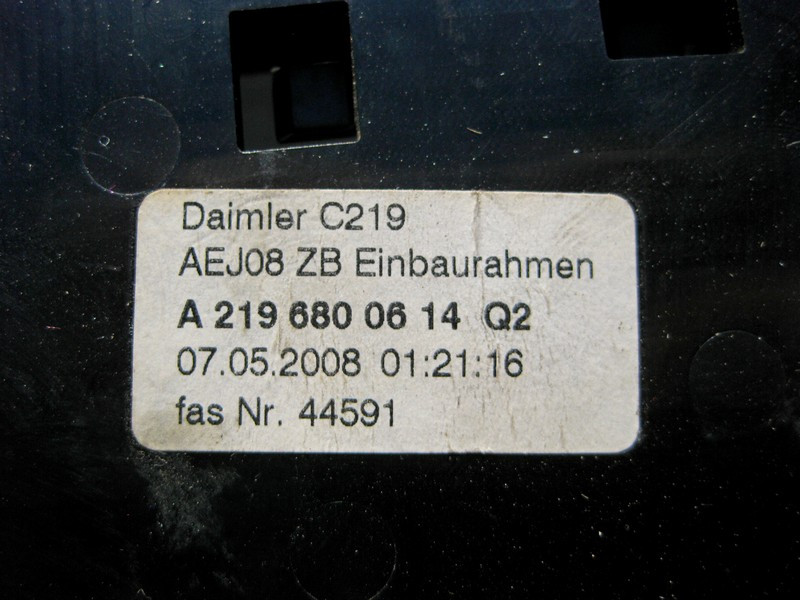 Daimler C219
AEJ08 ZB Einbaurahmen
A 219 680 06 14 Q2
07.05.2008 01:21:16
fas Nr. 44591